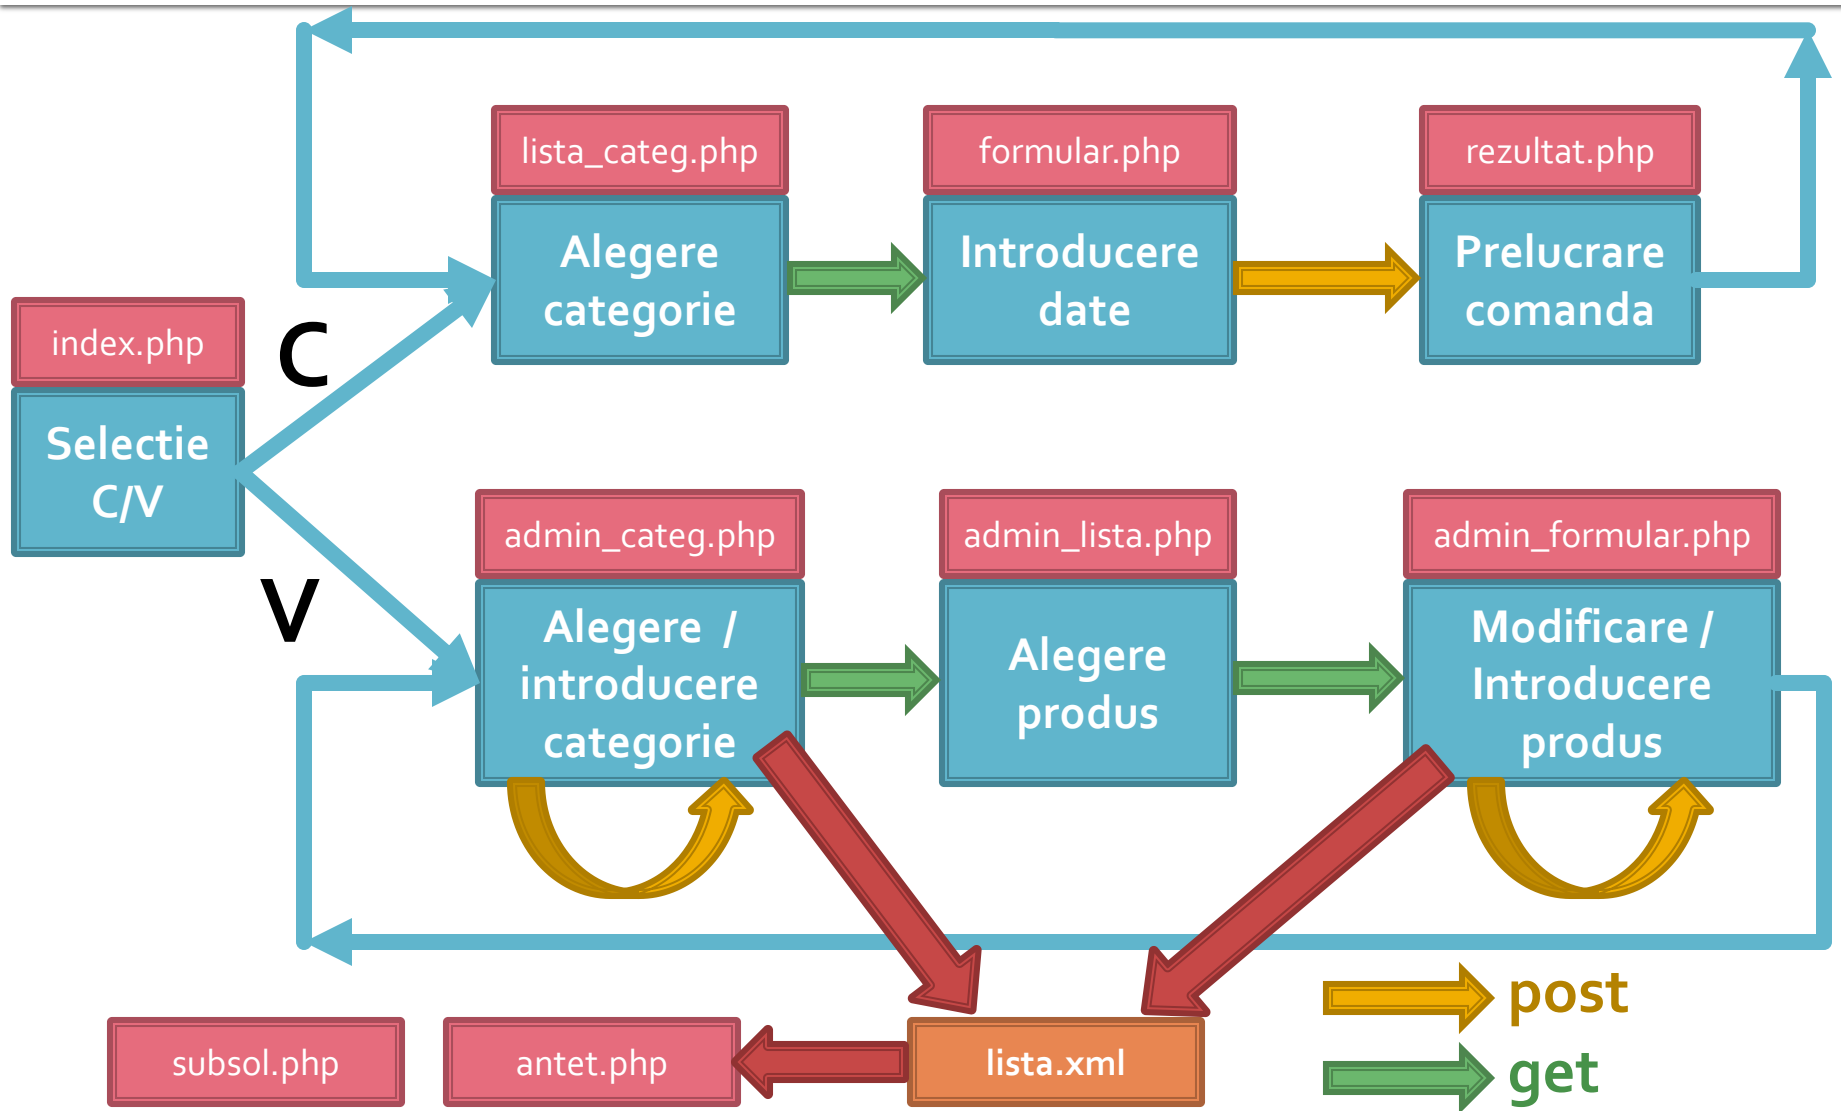 lista_categ.php
formular.php
rezultat.php
Alegere
categorie
Introducere
date
Prelucrare
comanda
index.php
C
Selectie
C/V
V
admin_categ.php
admin_lista.php
admin_formular.php
Alegere /
introducere
categorie
Alegere
produs
Modificare /
Introducere
produs
post
get
subsol.php
antet.php
lista.xml